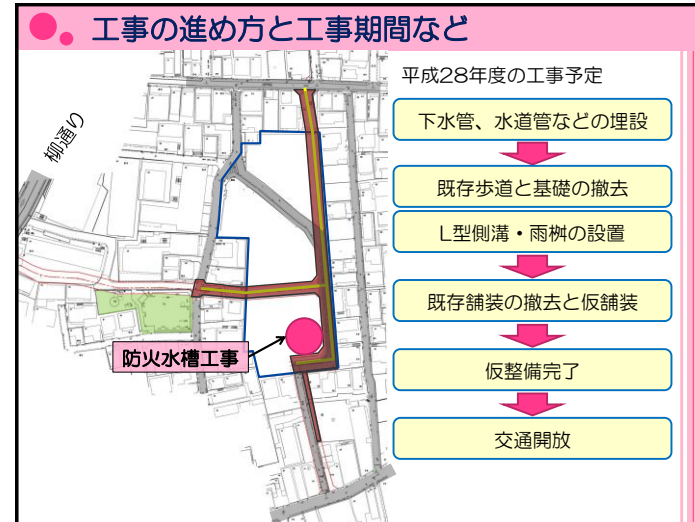 工事の進め方と工事期間など
柳通り
防火水槽工事
平成28年度の工事予定
下水管、水道管などの埋設
既存歩道と基礎の撤去
L型側溝・雨桝の設置
既存舗装の撤去と仮舗装
仮整備完了
交通開放